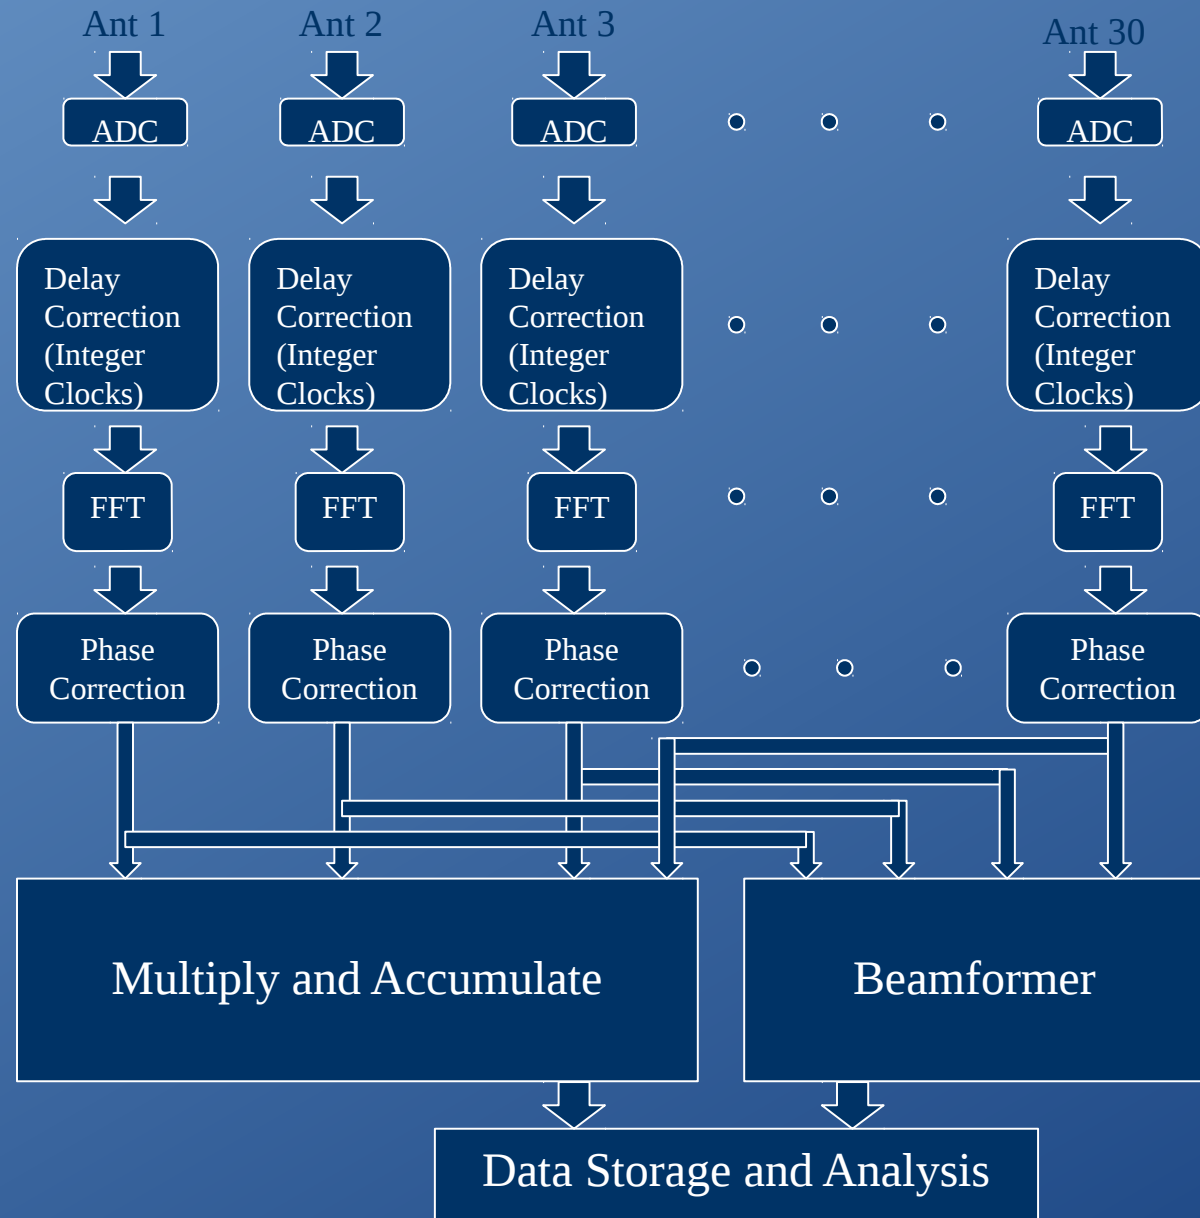 Ant 1
Ant 2
Ant 3
Ant 30
ADC
ADC
ADC
ADC
Delay
Correction
(Integer
Clocks)
Delay
Correction
(Integer
Clocks)
Delay
Correction
(Integer
Clocks)
Delay
Correction
(Integer
Clocks)
FFT
FFT
FFT
FFT
Phase
Correction
Phase
Correction
Phase
Correction
Phase
Correction
Multiply and Accumulate
Beamformer
Data Storage and Analysis